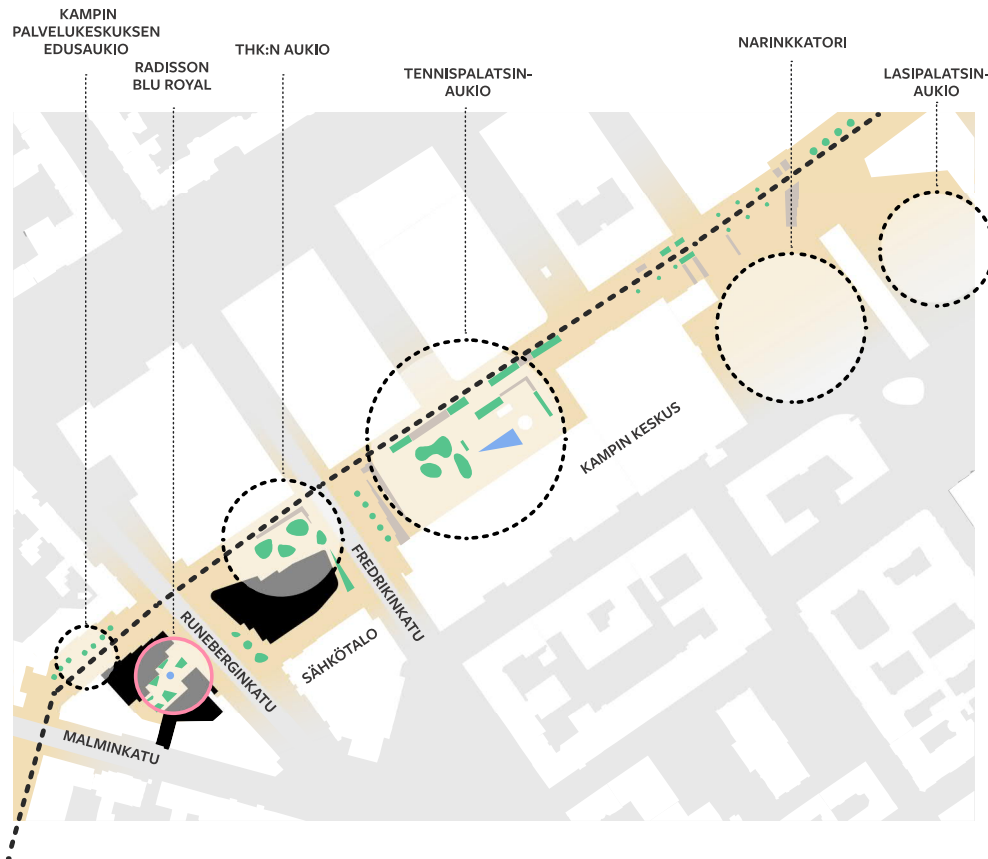 KAMPIN
PALVELUKESKUKSEN
EDUSAUKIO
RADISSON
BLU ROYAL
THK:N AUKIO
TENNISPALATSIN-
AUKIO
NARINKKATORI
LASIPALATSIN-
AUKIO
KAMPIN KESKUS
FREDRIKINKATU
RUNEBERGINKATU
SÄHKÖTALO
MALMINKATU